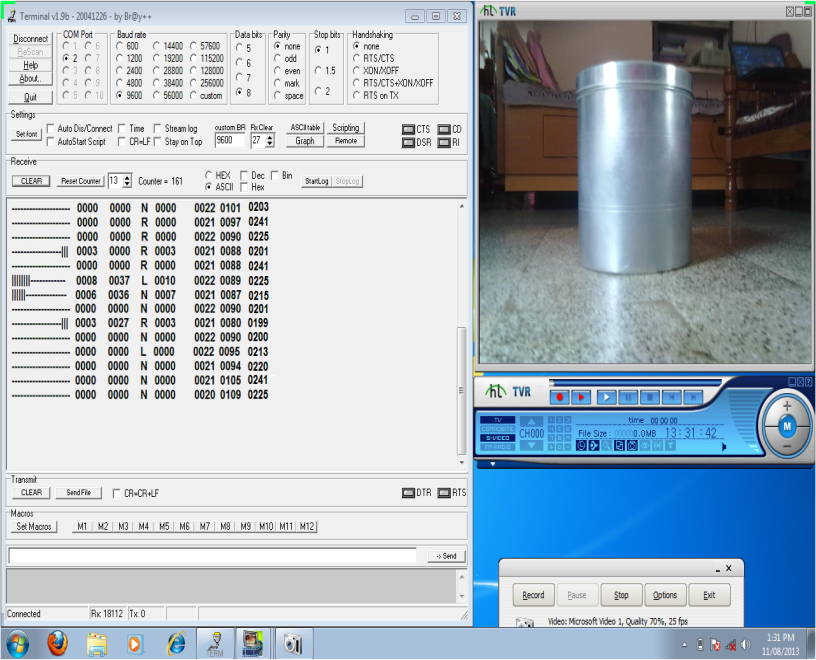 Terminal v1.9b - 20041226 - by Br@y++
Disconnect
ReScan
Help
About..
Quit
COM Port
1 6
2 7
3 8
4 9
5 10
Baud rate
600 14400 57600
1200 19200 115200
2400 28800 128000
4800 38400 256000
9600 56000 custom
Data bits
5
6
7
8
Parity
none
odd
even
mark
space
Stop bits
1
1.5
2
Handshaking
none
RTS/CTS
XON/XOFF
RTS/CTS+XON/XOFF
RTS on TX
Settings
Set font
Auto Dis/Connect Time Stream log
AutoStart Script CR=LF Stay on Top
custom BR Rx Clear
9600 27
ASCII table Scripting
Graph Remote
CTS CD
DSR RI
Receive
CLEAR Reset Counter 13 Counter = 161
HEX Dec Bin
ASCII Hex
StartLog StopLog
-------------------- 0000 0000 N 0000 0022 0101 0203
-------------------- 0000 0000 R 0000 0021 0097 0241
-------------------- 0000 0000 R 0000 0022 0090 0225
-----------------||| 0003 0000 R 0003 0021 0088 0201
-------------------- 0000 0000 R 0000 0021 0088 0241
||||||||------------ 0008 0037 L 0010 0022 0089 0225
||||||-------------- 0006 0036 N 0007 0021 0087 0215
-------------------- 0000 0000 N 0000 0022 0090 0201
-----------------||| 0003 0027 R 0003 0021 0080 0199
-------------------- 0000 0000 N 0000 0022 0090 0200
-------------------- 0000 0000 L 0000 0022 0095 0213
-------------------- 0000 0000 N 0000 0021 0094 0220
-------------------- 0000 0000 N 0000 0021 0105 0241
-------------------- 0000 0000 N 0000 0020 0109 0225
Transmit
CLEAR Send File CR=CR+LF
DTR RTS
Macros
Set Macros M1 M2 M3 M4 M5 M6 M7 M8 M9 M10 M11 M12
-> Send
Connected Rx: 18112 Tx: 0
TVR
TVR
TV
COMPOSITE
S-VIDEO
CH000
time 00:00:00
File Size : 000000.0MB 13:31:42
M
Record Pause Stop Options Exit
Video: Microsoft Video 1, Quality 70%, 25 fps
TERM
1:31 PM
11/08/2013